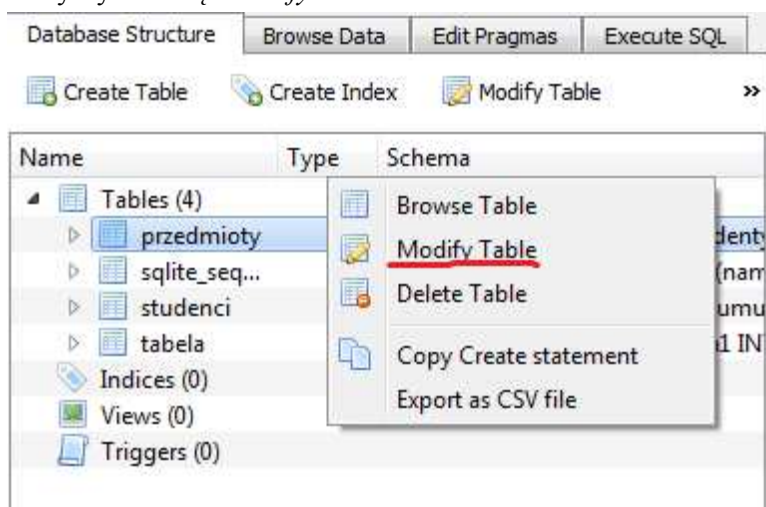 Database Structure Browse Data Edit Pragmas Execute SQL
Create Table Create Index Modify Table »
Name Type Schema
Tables (4)
Browse Table
przedmioty
Modify Table
sqlite_seq... (nam
Delete Table
studenci
tabela
Copy Create statement
Indices (0)
Export as CSV file
Views (0)
Triggers (0)